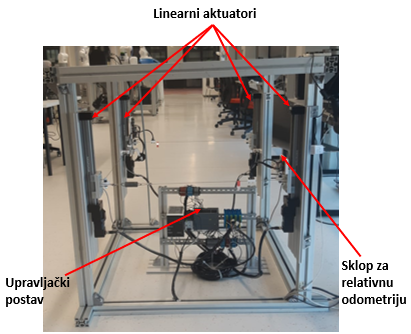 Linearni aktuatori
Upravljački
postav
Sklop za
relativnu
odometriju